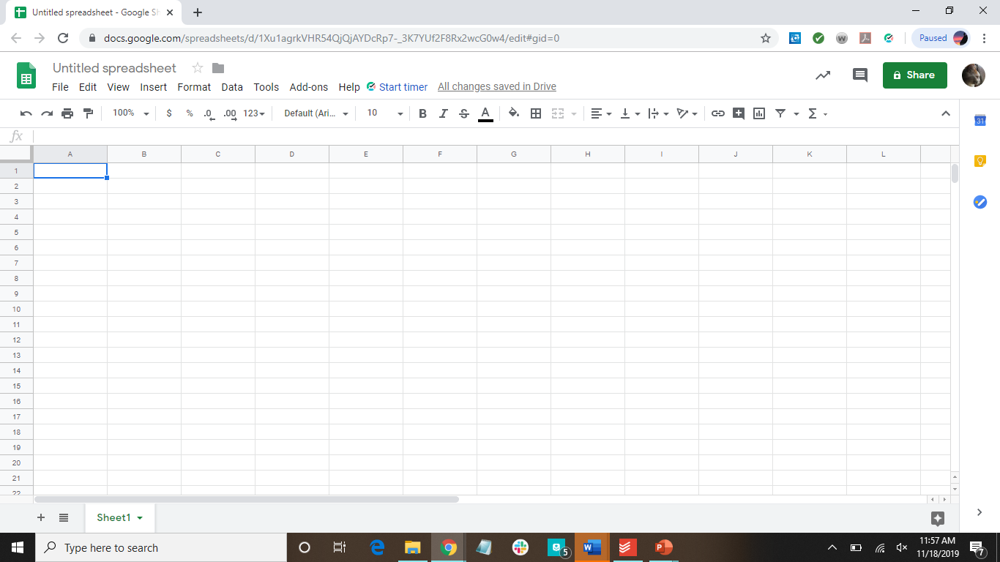 Untitled spreadsheet - Google Sh
docs.google.com/spreadsheets/d/1Xu1agrkVHR54QjQjAYDcRp7-_3K7YUf2F8Rx2wcG0w4/edit#gid=0
Paused
Untitled spreadsheet
File Edit View Insert Format Data Tools Add-ons Help Start timer All changes saved in Drive
Share
100% $ % .0 .00 123 Default (Ari... 10 B I S A
31
fx
A B C D E F G H I J K L
1
2
3
4
5
6
7
8
9
10
11
12
13
14
15
16
17
18
19
20
21
22
Sheet1
Type here to search
5
11:57 AM
11/18/2019
7